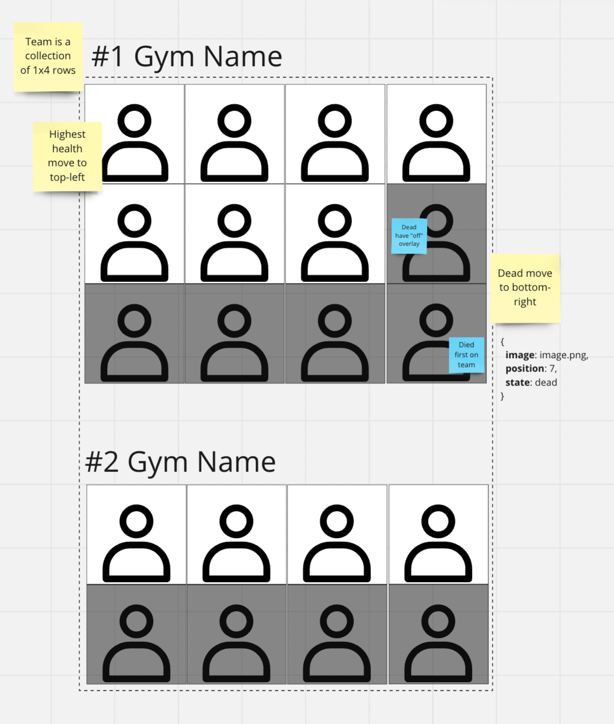 Team is a
collection
of 1x4 rows
#1 Gym Name
Highest
health
move to
top-left
Dead
have "off"
overlay
Dead move
to bottom-
right
Died
first on
team
{
image: image.png,
position: 7,
state: dead
}
#2 Gym Name